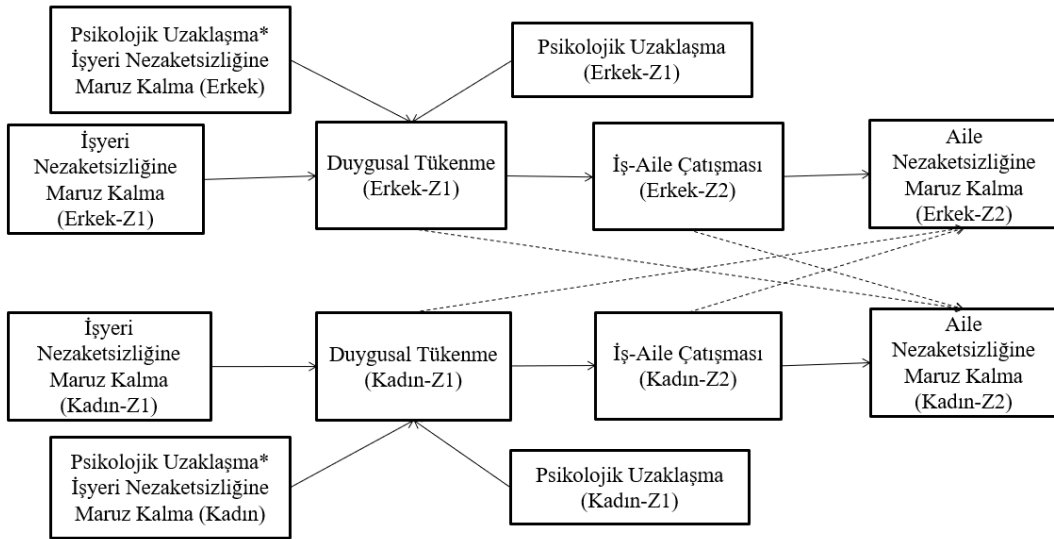 Psikolojik Uzaklaşma*
İşyeri Nezaketsizliğine
Maruz Kalma (Erkek)
Psikolojik Uzaklaşma
(Erkek-Z1)
İşyeri
Nezaketsizliğine
Maruz Kalma
(Erkek-Z1)
Duygusal Tükenme
(Erkek-Z1)
İş-Aile Çatışması
(Erkek-Z2)
Aile
Nezaketsizliğine
Maruz Kalma
(Erkek-Z2)
İşyeri
Nezaketsizliğine
Maruz Kalma
(Kadın-Z1)
Duygusal Tükenme
(Kadın-Z1)
İş-Aile Çatışması
(Kadın-Z2)
Aile
Nezaketsizliğine
Maruz Kalma
(Kadın-Z2)
Psikolojik Uzaklaşma*
İşyeri Nezaketsizliğine
Maruz Kalma (Kadın)
Psikolojik Uzaklaşma
(Kadın-Z1)